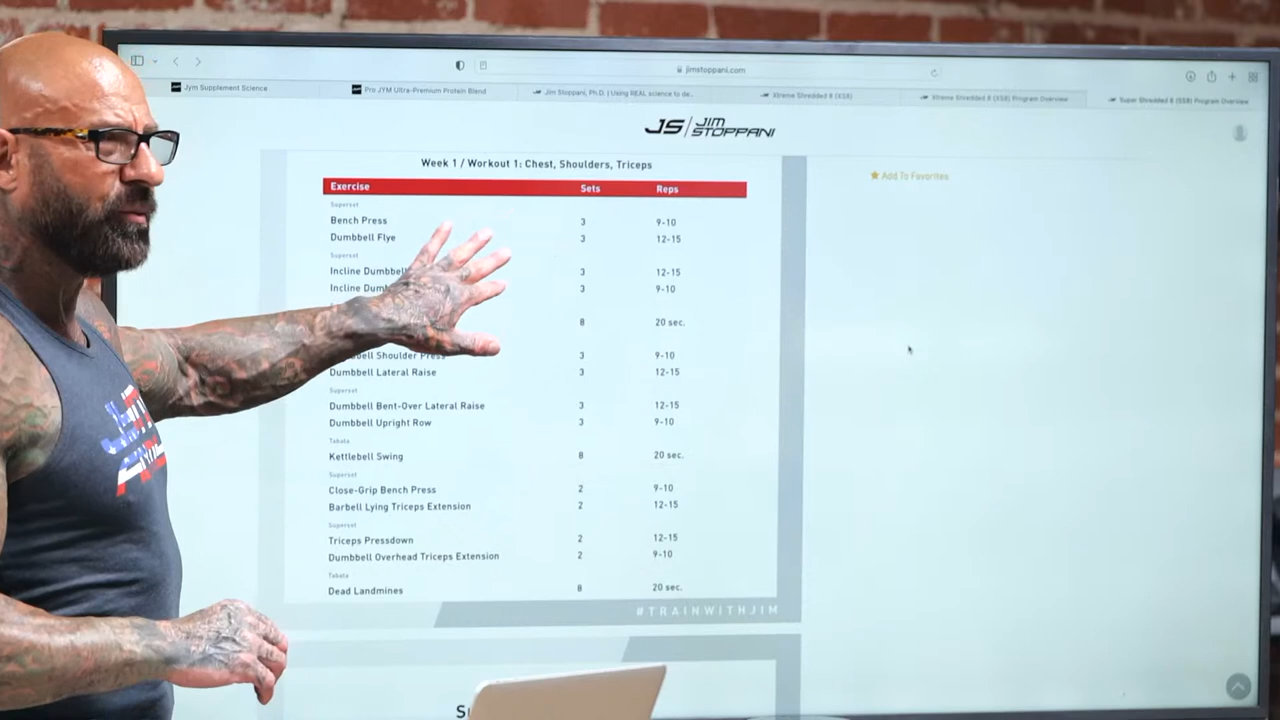 jimstoppani.com
Jym Supplement Science
Pro JYM Ultra-Premium Protein Blend
Jim Stoppani, Ph.D. | Using REAL science to de...
Xtreme Shredded 8 (XS8)
Xtreme Shredded 8 (XS8) Program Overview
Super Shredded 8 (SS8) Program Overview
JS JIM STOPPANI
Week 1 / Workout 1: Chest, Shoulders, Triceps
Add To Favorites
Exercise Sets Reps
Superset
Bench Press 3 9-10
Dumbbell Flye 3 12-15
Superset
Incline Dumbbell 3 12-15
Incline 3 9-10
8 20 sec.
Shoulder Press 3 9-10
Dumbbell Lateral Raise 3 12-15
Superset
Dumbbell Bent-Over Lateral Raise 3 12-15
Dumbbell Upright Row 3 9-10
Tabata
Kettlebell Swing 8 20 sec.
Superset
Close-Grip Bench Press 2 9-10
Barbell Lying Triceps Extension 2 12-15
Superset
Triceps Pressdown 2 12-15
Dumbbell Overhead Triceps Extension 2 9-10
Tabata
Dead Landmines 8 20 sec.
#TRAINWITHJIM